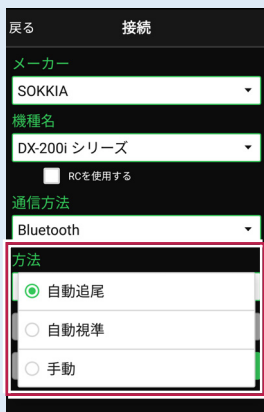 戻る 接続
メーカー
SOKKIA
機種名
DX-200i シリーズ
RCを使用する
通信方法
Bluetooth
方法
自動追尾
自動視準
手動